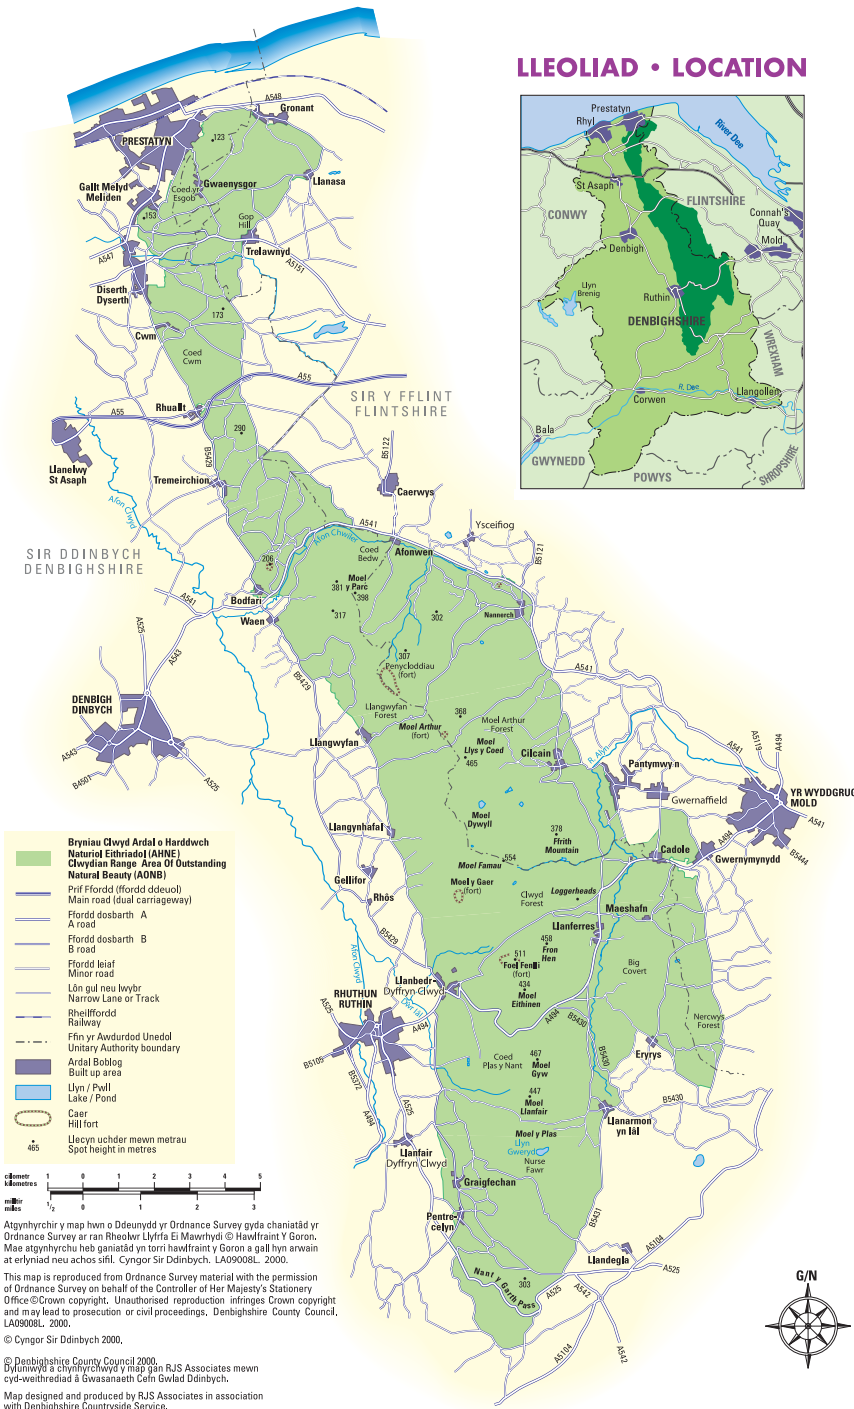 LLEOLIAD • LOCATION
Prestatyn
Rhyl
River Dee
St Asaph
FLINTSHIRE
CONWY
Connah's
Quay
Mold
Denbigh
Llyn
Brenig
Ruthin
DENBIGHSHIRE
WREXHAM
R. Dee
Corwen
Llangollen
Bala
GWYNEDD
POWYS
SHROPSHIRE
A548
Gronant
PRESTATYN
123
Gallt Melyd
Meliden
Coed yr
Esgob
Gwaenysgor
Llanasa
153
Gop
Hill
Trelawnyd
A547
A5151
Diserth
Dyserth
173
Cwm
Coed
Cwm
A55
SIR Y FFLINT
FLINTSHIRE
Rhuallt
A55
290
B5429
B5122
Llanelwy
St Asaph
Tremeirchion
Caerwys
Afon Clwyd
A541
Ysceifiog
Afon Chwiler
SIR DDINBYCH
DENBIGHSHIRE
Coed
Bedw
Afonwen
B5121
206
Moel
y Parc
381
398
A541
Bodfari
Waen
317
302
Nannerch
A525
A543
307
Penycloddiau
(fort)
A541
B5429
DENBIGH
DINBYCH
Llangwyfan
Forest
368
Moel Arthur
Forest
Moel Arthur
(fort)
Llangwyfan
Moel
Llys y Coed
465
Cilcain
R. Alyn
A541
A5119
A494
A543
B4501
A525
Pantymwyn
Gwernaffield
YR WYDDGRUG
MOLD
Llangynhafal
Moel
Dywyll
378
Ffrith
Mountain
A541
A494
Cadole
B5444
Gwernymynydd
Moel Famau
554
Gellifor
Moel y Gaer
(fort)
Clwyd
Forest
Loggerheads
Rhôs
Maeshafn
Llanferres
B5429
Afon Clwyd
458
Fron
Hen
511
Foel Fenlli
(fort)
Big
Covert
434
Moel
Eithinen
Llanbedr-
Dyffryn Clwyd
RHUTHUN
RUTHIN
A525
A494
A494
B5430
Nercwys
Forest
Eryrys
B5105
B5372
Coed
Plas y Nant
467
Moel
Gyw
B5430
447
Moel
Llanfair
B5430
A494
A525
Llanarmon
yn Iâl
Moel y Plas
Llyn
Gweryd
Nurse
Fawr
Llanfair
Dyffryn Clwyd
Graigfechan
Pentre-
celyn
B5431
A5104
Llandegla
A525
Nant y Garth Pass
303
A525
A542
A5104
A542
G/N
Bryniau Clwyd Ardal o Harddwch
Naturiol Eithriadol (AHNE)
Clwydian Range Area Of Outstanding
Natural Beauty (AONB)
Prif Ffordd (ffordd ddeuol)
Main road (dual carriageway)
Ffordd dosbarth A
A road
Ffordd dosbarth B
B road
Ffordd leiaf
Minor road
Lôn gul neu lwybr
Narrow Lane or Track
Rheilffordd
Railway
Ffin yr Awdurdod Unedol
Unitary Authority boundary
Ardal Boblog
Built up area
Llyn / Pwll
Lake / Pond
Caer
Hill fort
465
Llecyn uchder mewn metrau
Spot height in metres
cilometr
kilometres
1 0 1 2 3 4 5
milltir
miles
1/2 0 1 2 3
Atgynhyrchir y map hwn o Ddeunydd yr Ordnance Survey gyda chaniatâd yr
Ordnance Survey ar ran Rheolwr Llyfrfa Ei Mawrhydi © Hawlfraint Y Goron.
Mae atgynhyrchu heb ganiatâd yn torri hawlfraint y Goron a gall hyn arwain
at erlyniad neu achos sifil. Cyngor Sir Ddinbych. LA09008L. 2000.
This map is reproduced from Ordnance Survey material with the permission
of Ordnance Survey on behalf of the Controller of Her Majesty's Stationery
Office ©Crown copyright. Unauthorised reproduction infringes Crown copyright
and may lead to prosecution or civil proceedings. Denbighshire County Council.
LA09008L. 2000.
© Cyngor Sir Ddinbych 2000.
© Denbighshire County Council 2000.
Dyluniwyd a chynhyrchwyd y map gan RJS Associates mewn
cyd-weithrediad â Gwasanaeth Cefn Gwlad Ddinbych.
Map designed and produced by RJS Associates in association
with Denbighshire Countryside Service.